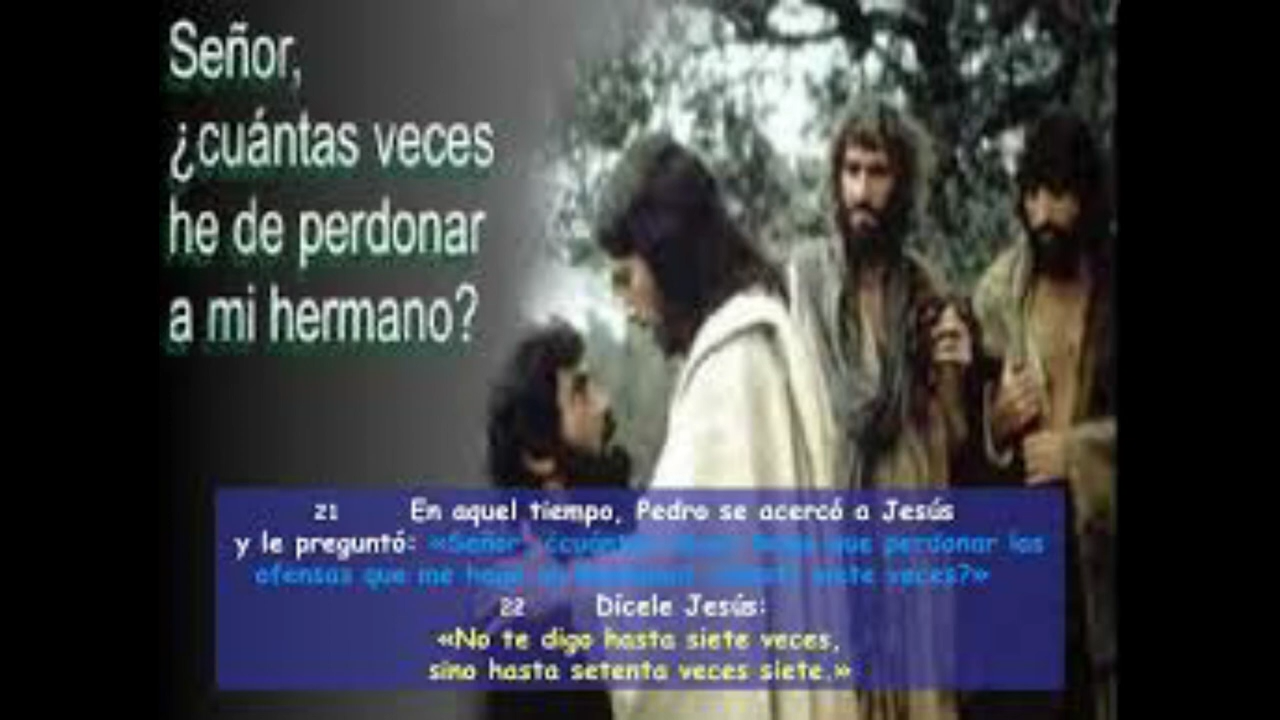 Señor,
¿cuántas veces
he de perdonar
a mi hermano?
21 En aquel tiempo, Pedro se acercó a Jesús
y le preguntó: «Señor, ¿cuántas que perdonar las
ofensas que me haga siete veces?»
22 Dícele Jesús:
«No te digo hasta siete veces,
sino hasta setenta veces siete.»